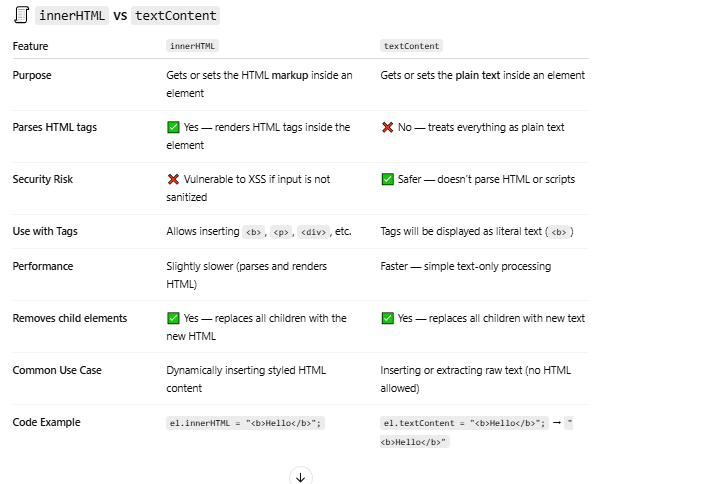 innerHTML vs textContent
Feature innerHTML textContent
Purpose Gets or sets the HTML markup inside an Gets or sets the plain text inside an element
element
Parses HTML tags ✅ Yes — renders HTML tags inside the ❌ No — treats everything as plain text
element
Security Risk ❌ Vulnerable to XSS if input is not ✅ Safer — doesn't parse HTML or scripts
sanitized
Use with Tags Allows inserting <b>, <p>, <div>, etc. Tags will be displayed as literal text (<b>)
Performance Slightly slower (parses and renders Faster — simple text-only processing
HTML)
Removes child elements ✅ Yes — replaces all children with the ✅ Yes — replaces all children with new text
new HTML
Common Use Case Dynamically inserting styled HTML Inserting or extracting raw text (no HTML
content allowed)
Code Example el.innerHTML = "<b>Hello</b>"; el.textContent = "<b>Hello</b>"; → "
<b>Hello</b>"